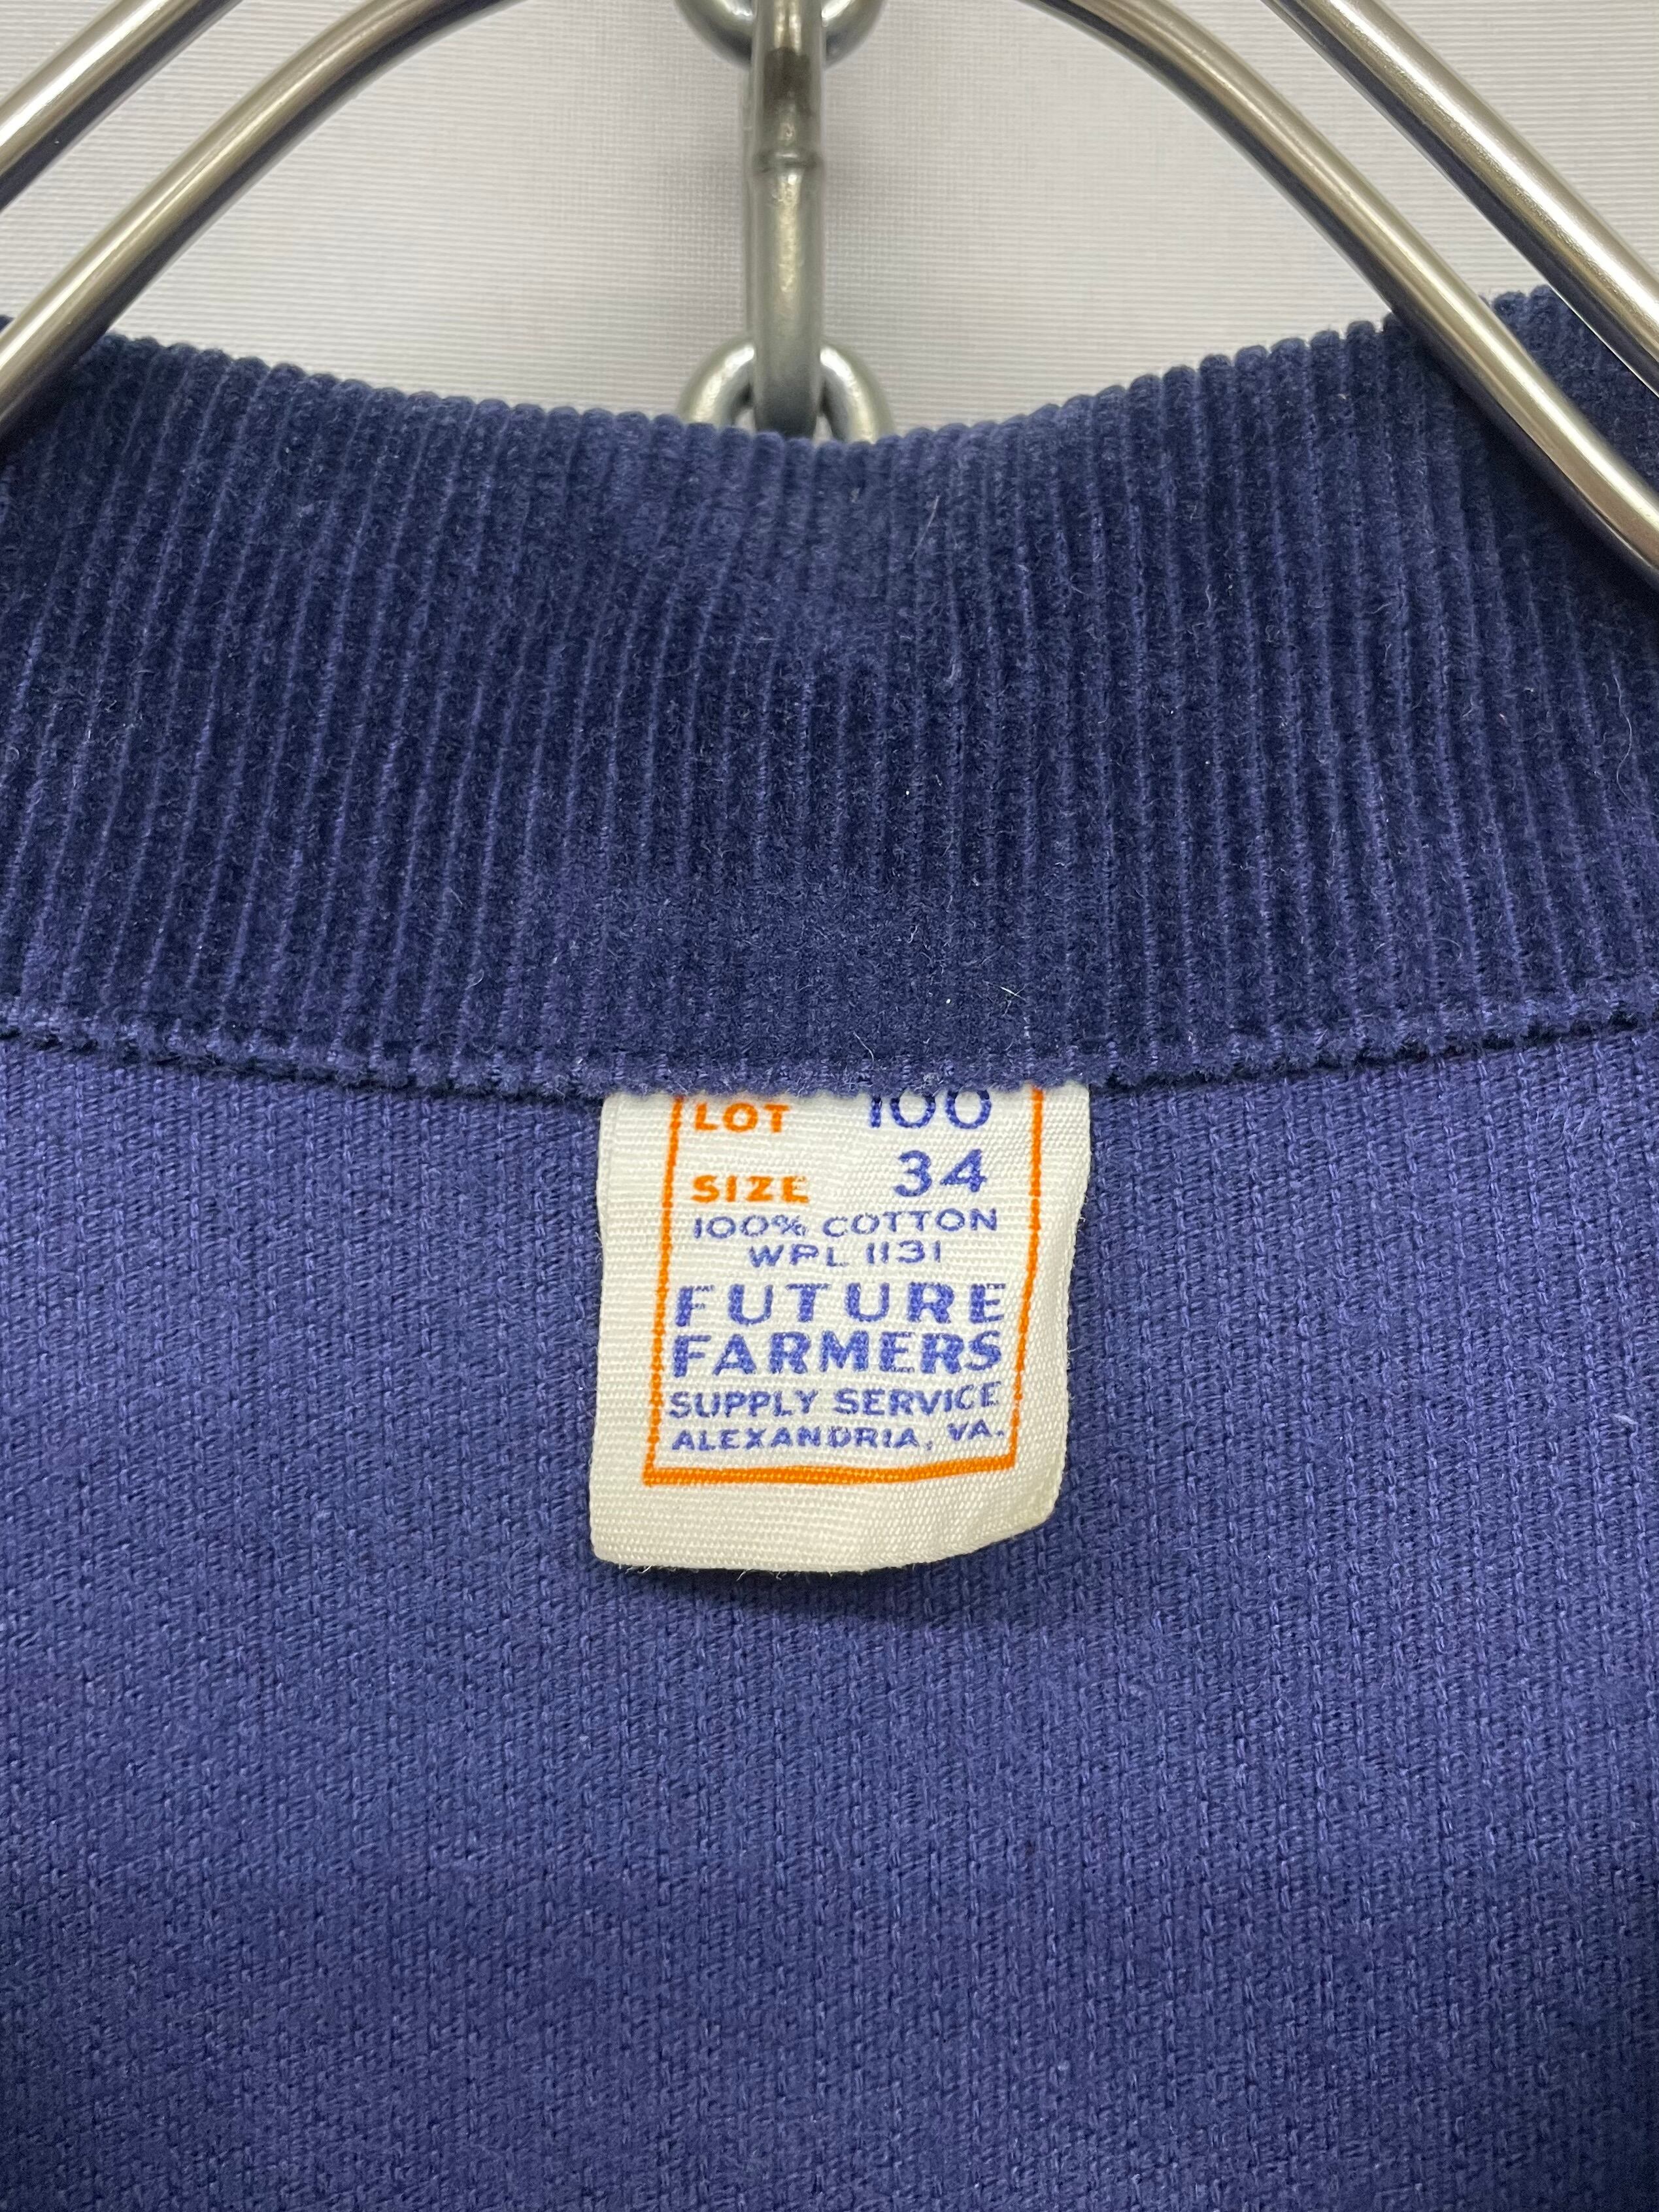 LOT 100
SIZE 34
100% COTTON
WPL 1131
FUTURE
FARMERS
SUPPLY SERVICE
ALEXANDRIA, VA.